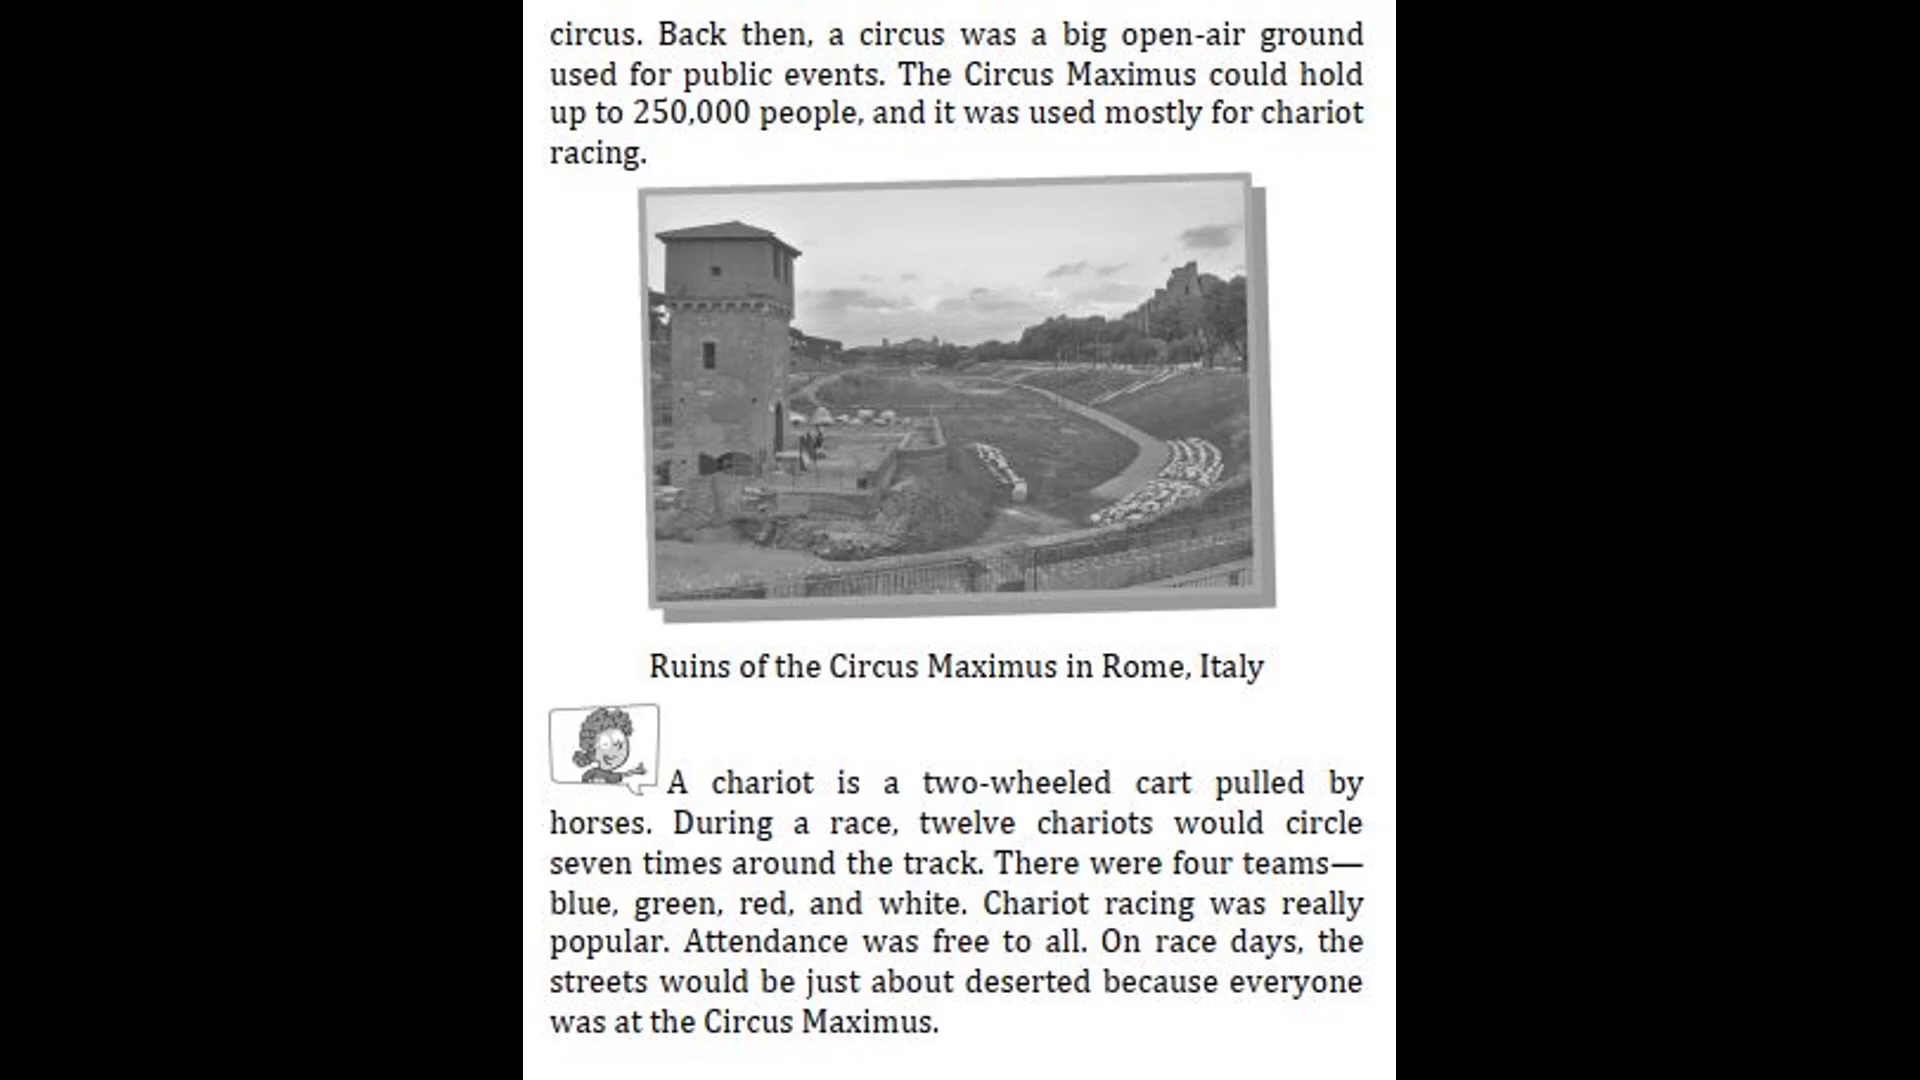 circus. Back then, a circus was a big open-air ground
used for public events. The Circus Maximus could hold
up to 250,000 people, and it was used mostly for chariot
racing.
Ruins of the Circus Maximus in Rome, Italy
A chariot is a two-wheeled cart pulled by
horses. During a race, twelve chariots would circle
seven times around the track. There were four teams—
blue, green, red, and white. Chariot racing was really
popular. Attendance was free to all. On race days, the
streets would be just about deserted because everyone
was at the Circus Maximus.